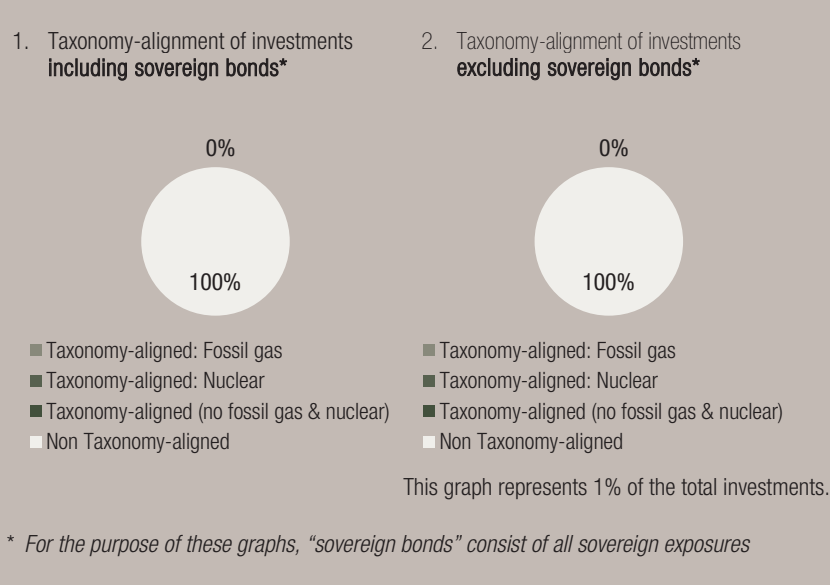 1. Taxonomy-alignment of investments
including sovereign bonds*
0%
100%
Taxonomy-aligned: Fossil gas
Taxonomy-aligned: Nuclear
Taxonomy-aligned (no fossil gas & nuclear)
Non Taxonomy-aligned
2. Taxonomy-alignment of investments
excluding sovereign bonds*
0%
100%
Taxonomy-aligned: Fossil gas
Taxonomy-aligned: Nuclear
Taxonomy-aligned (no fossil gas & nuclear)
Non Taxonomy-aligned
This graph represents 1% of the total investments.
* For the purpose of these graphs, “sovereign bonds” consist of all sovereign exposures